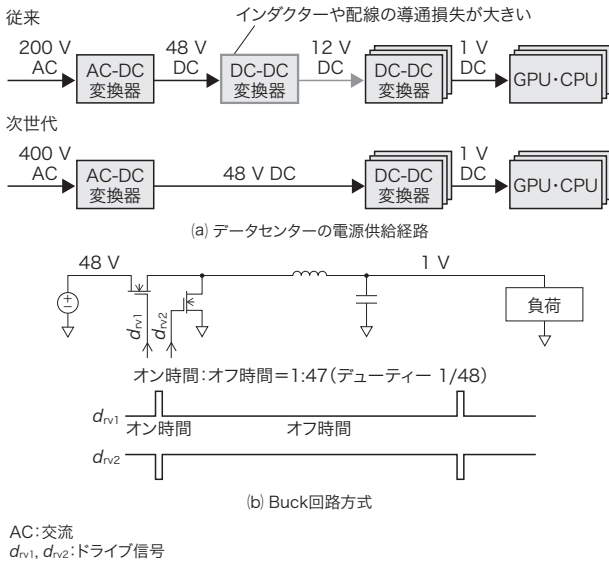 従来
インダクターや配線の導通損失が大きい
200 V
AC
AC-DC
変換器
48 V
DC
DC-DC
変換器
12 V
DC
DC-DC
変換器
1 V
DC
GPU・CPU
次世代
400 V
AC
AC-DC
変換器
48 V DC
DC-DC
変換器
1 V
DC
GPU・CPU
(a) データセンターの電源供給経路
48 V
1 V
drv1
drv2
負荷
オン時間:オフ時間=1:47(デューティー 1/48)
drv1
オン時間
オフ時間
drv2
(b) Buck回路方式
AC:交流
drv1, drv2:ドライブ信号